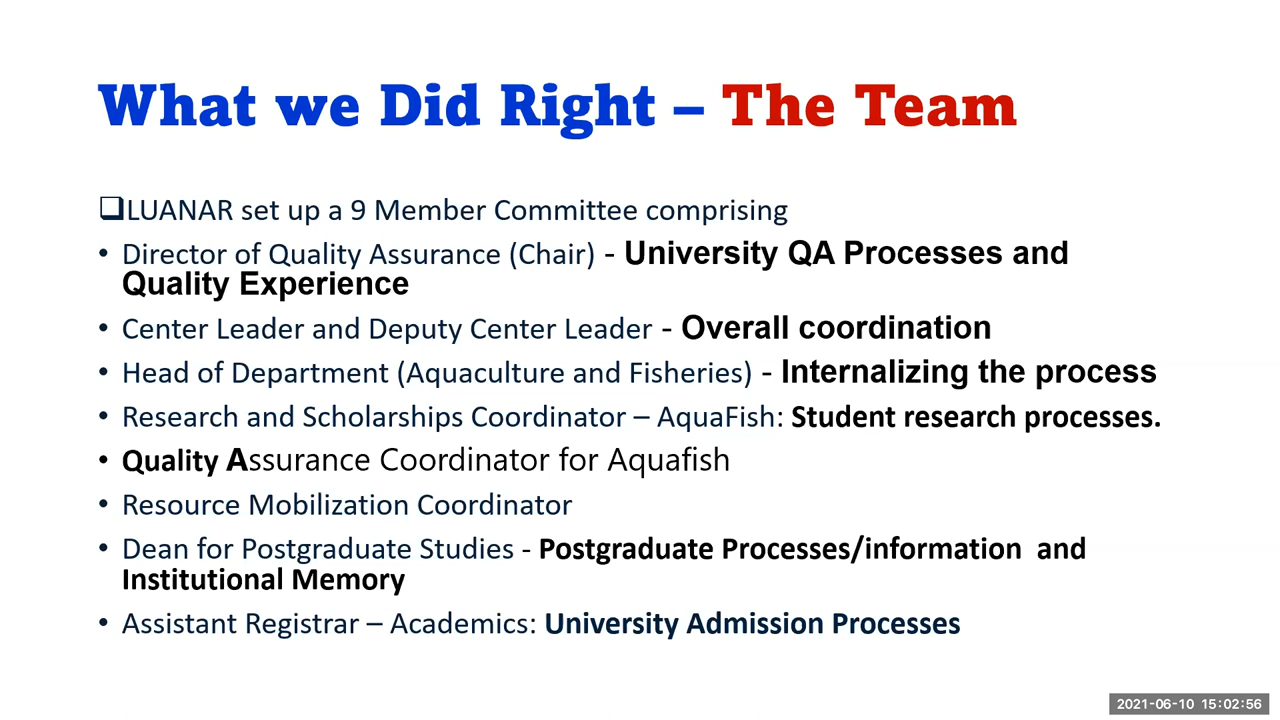 What we Did Right – The Team
❑LUANAR set up a 9 Member Committee comprising
• Director of Quality Assurance (Chair) - University QA Processes and
Quality Experience
• Center Leader and Deputy Center Leader - Overall coordination
• Head of Department (Aquaculture and Fisheries) - Internalizing the process
• Research and Scholarships Coordinator – AquaFish: Student research processes.
• Quality Assurance Coordinator for Aquafish
• Resource Mobilization Coordinator
• Dean for Postgraduate Studies - Postgraduate Processes/information and
Institutional Memory
• Assistant Registrar – Academics: University Admission Processes
2021-06-10 15:02:56